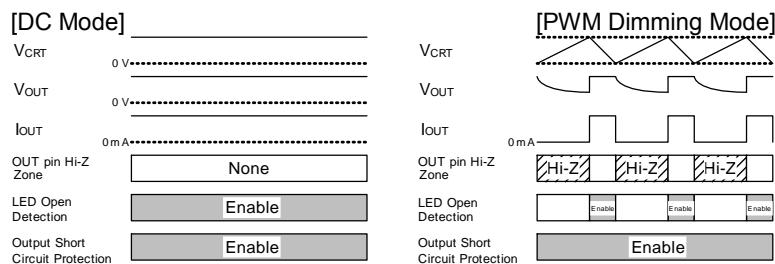 [DC Mode]
VCRT
0 V
VOUT
0 V
IOUT
0 m A
OUT pin Hi-Z
Zone
None
LED Open
Detection
Enable
Output Short
Circuit Protection
Enable
[PWM Dimming Mode]
VCRT
VOUT
IOUT
0 m A
OUT pin Hi-Z
Zone
Hi-Z
Hi-Z
Hi-Z
LED Open
Detection
Enable
Enable
Enable
Output Short
Circuit Protection
Enable